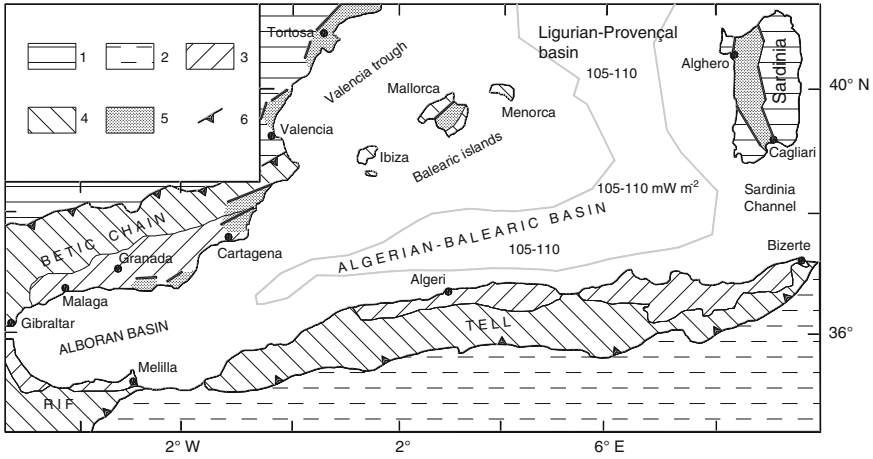 1
2
3
4
5
6
Tortosa
Valencia trough
Ligurian-Provençal
basin
105-110
Alghero
Sardinia
40° N
Mallorca
Menorca
Valencia
Ibiza
Balearic islands
Cagliari
105-110 mW m-2
Sardinia
Channel
BETIC CHAIN
ALGERIAN-BALEARIC BASIN
Cartagena
105-110
Bizerte
Granada
Algeri
Malaga
Gibraltar
ALBORAN BASIN
TELL
36°
Melilla
RIF
2° W
2°
6° E